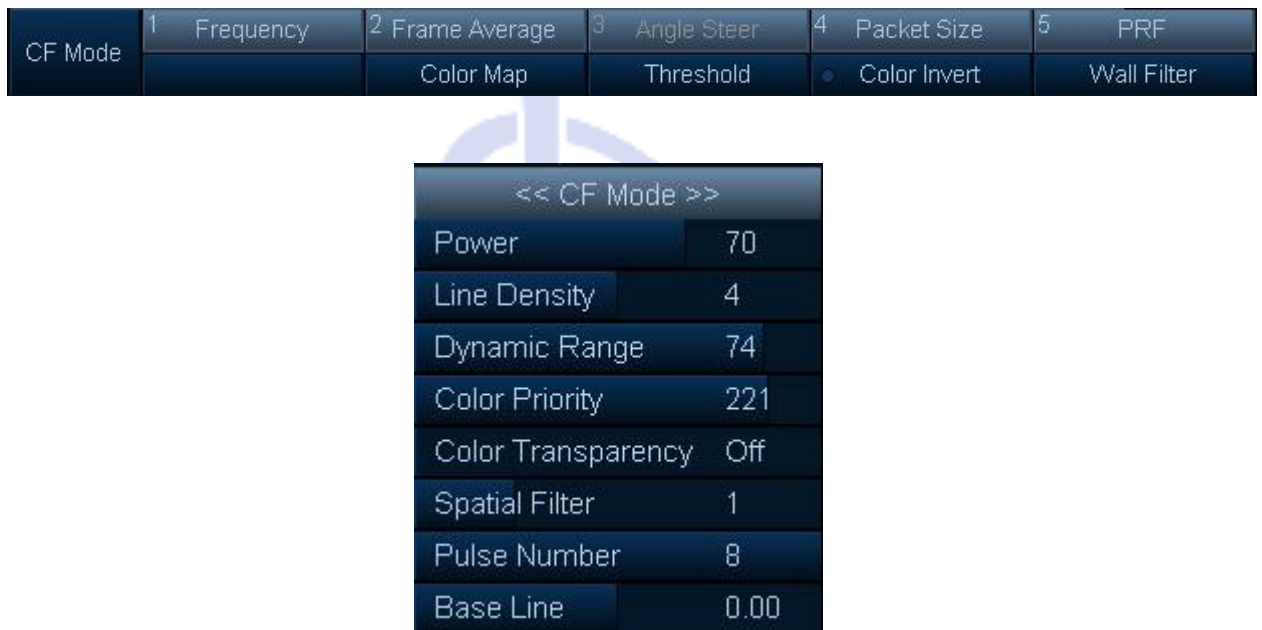 CF Mode
1 Frequency 2 Frame Average 3 Angle Steer 4 Packet Size 5 PRF
Color Map Threshold Color Invert Wall Filter
<< CF Mode >>
Power 70
Line Density 4
Dynamic Range 74
Color Priority 221
Color Transparency Off
Spatial Filter 1
Pulse Number 8
Base Line 0.00